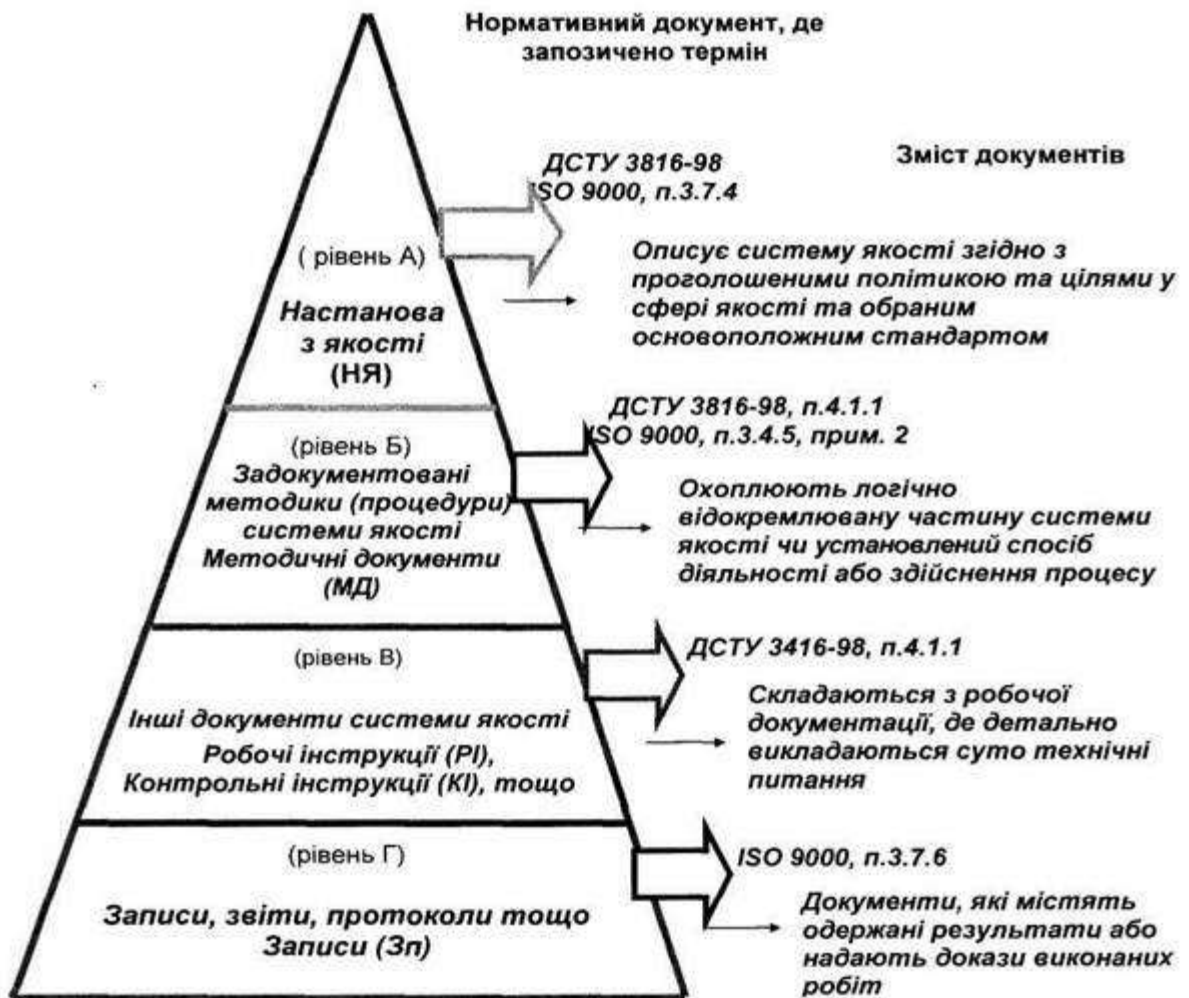 Нормативний документ, де
запозичено термін
Зміст документів
ДСТУ 3816-98
ISO 9000, п.3.7.4
( рівень А)
Настанова
з якості
(НЯ)
Описує систему якості згідно з
проголошеними політикою та цілями у
сфері якості та обраним
основоположним стандартом
ДСТУ 3816-98, п.4.1.1
ISO 9000, п.3.4.5, прим. 2
(рівень Б)
Задокументовані
методики (процедури)
системи якості
Методичні документи
(МД)
Охоплюють логічно
відокремлювану частину системи
якості чи установлений спосіб
діяльності або здійснення процесу
ДСТУ 3416-98, п.4.1.1
(рівень В)
Інші документи системи якості
Робочі інструкції (РІ),
Контрольні інструкції (КІ), тощо
Складаються з робочої
документації, де детально
викладаються суто технічні
питання
ISO 9000, п.3.7.6
(рівень Г)
Записи, звіти, протоколи тощо
Записи (Зп)
Документи, які містять
одержані результати або
надають докази виконаних
робіт